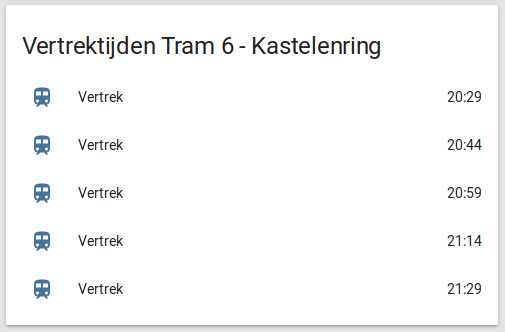 Vertrektijden Tram 6 - Kastelenring
Vertrek 20:29
Vertrek 20:44
Vertrek 20:59
Vertrek 21:14
Vertrek 21:29